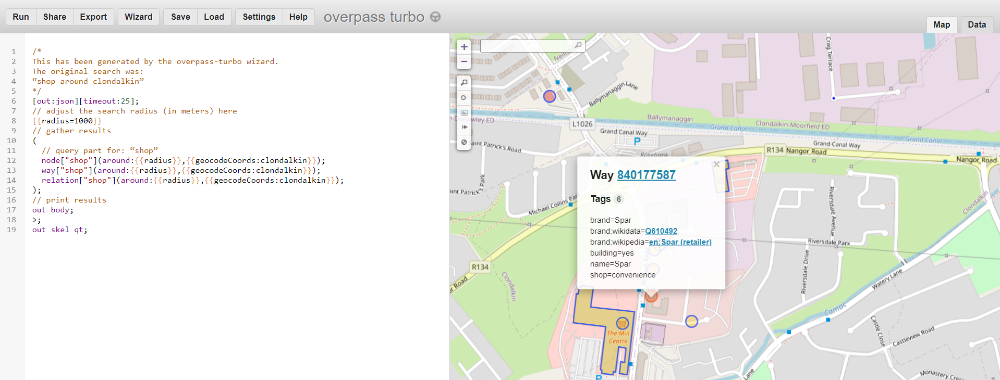 Run Share Export Wizard Save Load Settings Help overpass turbo
Map Data
1 /*
2 This has been generated by the overpass-turbo wizard.
3 The original search was:
4 “shop around clondalkin”
5 */
6 [out:json][timeout:25];
7 // adjust the search radius (in meters) here
8 {{radius=1000}}
9 // gather results
10 (
11 // query part for: “shop”
12 node["shop"](around:{{radius}},{{geocodeCoords:clondalkin}});
13 way["shop"](around:{{radius}},{{geocodeCoords:clondalkin}});
14 relation["shop"](around:{{radius}},{{geocodeCoords:clondalkin}});
15 );
16 // print results
17 out body;
18 >;
19 out skel qt;
+
−
Crag Terrace
Ballymanaggin Lane
L1026
Ballymanaggin
Grand Canal
Clondalkin-Moorfield ED
Grand Canal
Grand Canal Way
Grand Canal Way
P
aint Patrick's Road
Rosebank
R134
Nangor Road
Nangor Road
Michael Collins Par
R134
or Road
Clondalkin
Clondalkin
Riversdale Avenue
Riversdale Park
Riversdale Drive
Watery Lane
Camac
Castle Close
Castleview Road
Lane
The Mill
Centre
P
Way 840177587
×
Tags 6
brand=Spar
brand:wikidata=Q610492
brand:wikipedia=en:Spar (retailer)
building=yes
name=Spar
shop=convenience